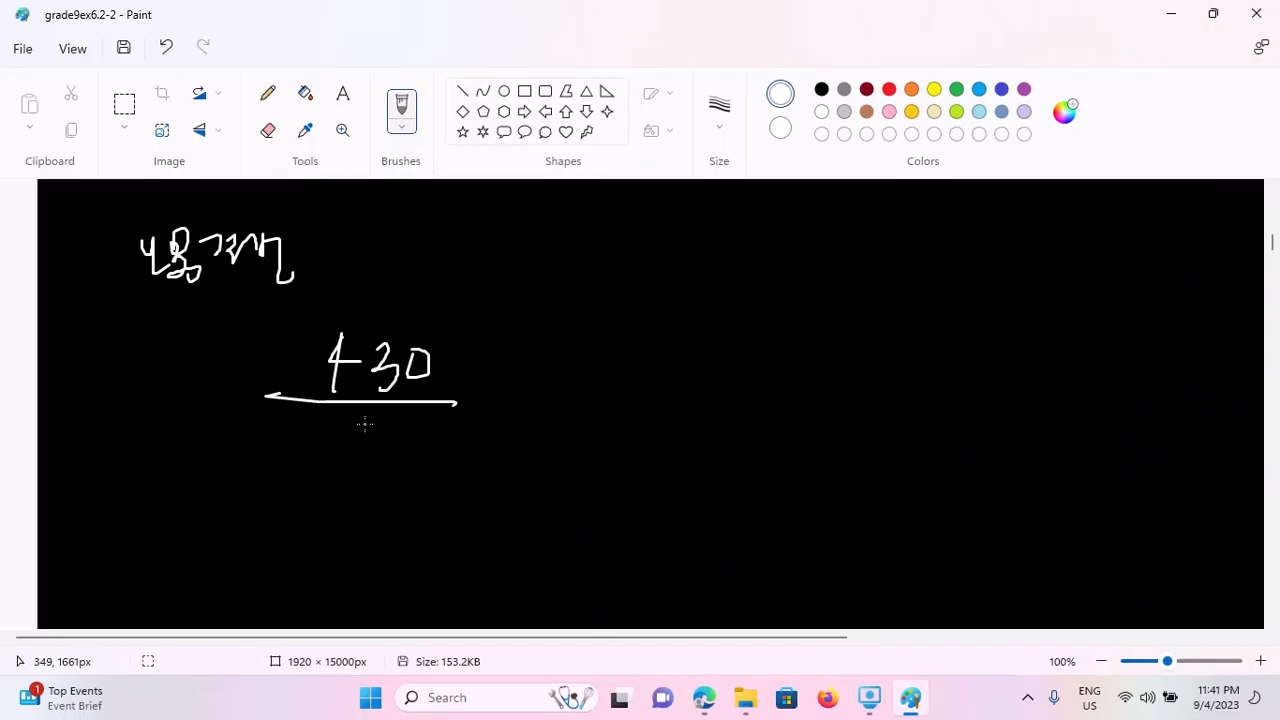 grade9ex6.2-2 - Paint
File View
Clipboard Image Tools Brushes Shapes Size Colors
430
349, 1661px 1920 × 15000px Size: 153.2KB 100%
Top Events
Event Brief
Search
ENG
US
11:41 PM
9/4/2023
1